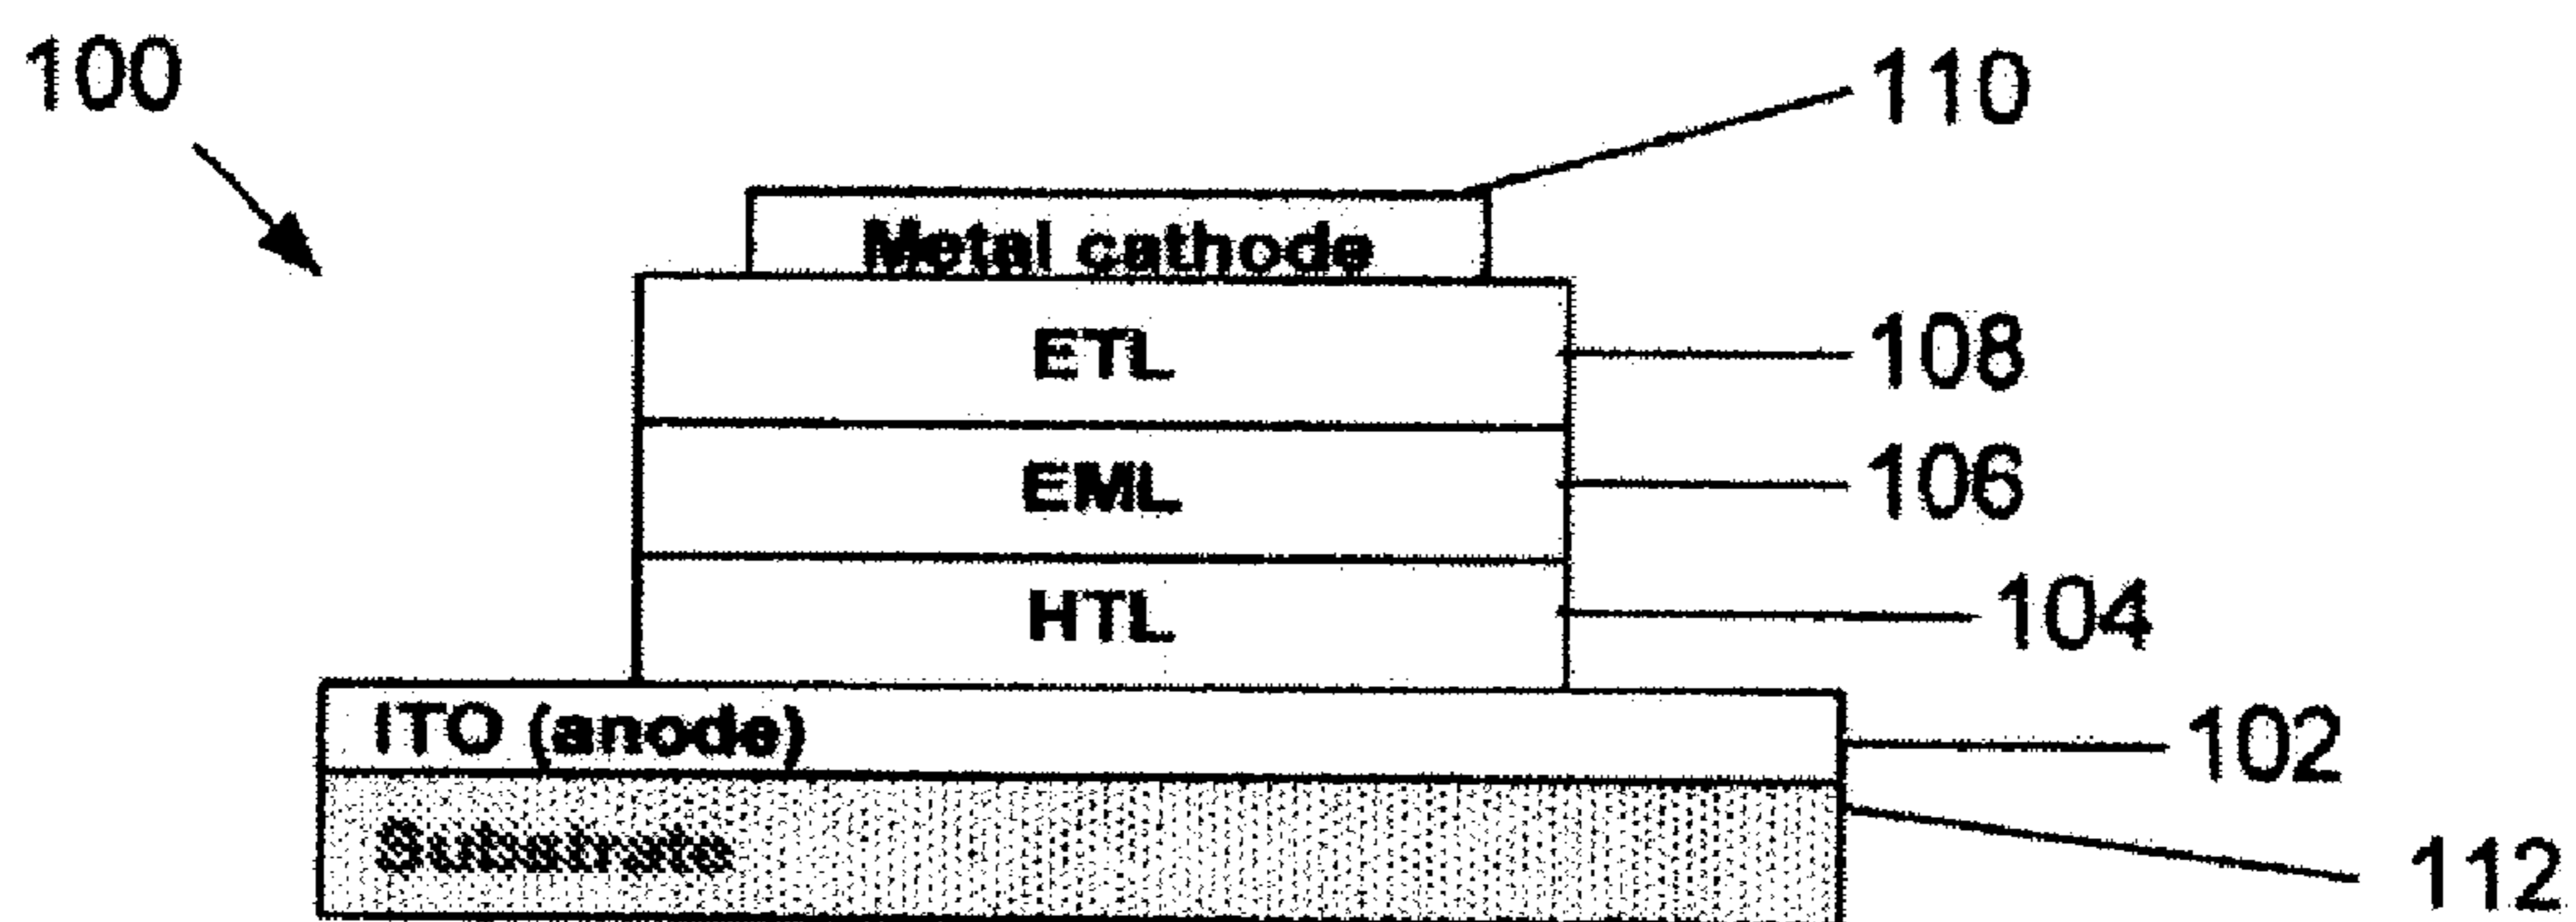 100
110
Metal cathode
ETL
108
EML
106
HTL
104
ITO (anode)
102
Substrate
112